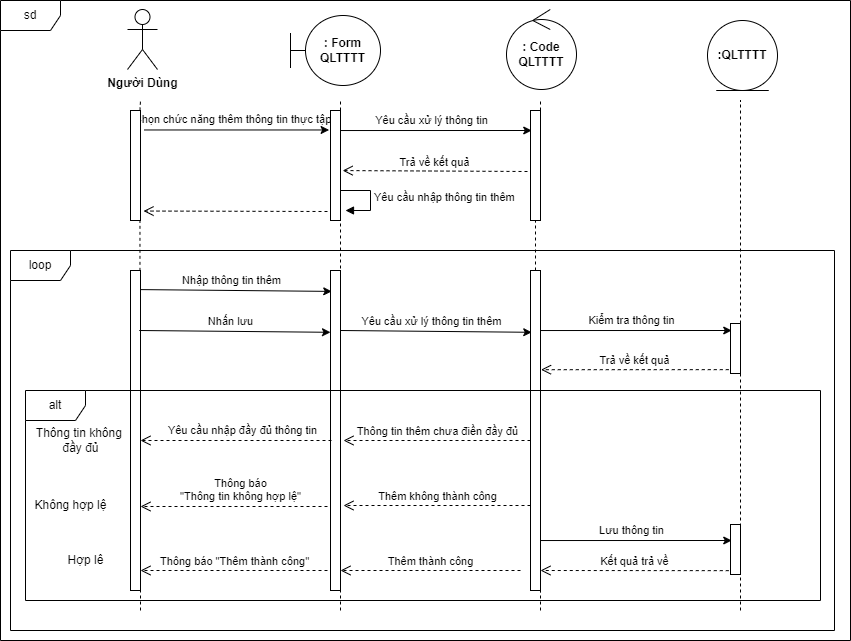 sd
: Form
QLTTTT
: Code
QLTTTT
:QLTTTT
Người Dùng
họn chức năng thêm thông tin thực tập
Yêu cầu xử lý thông tin
Trả về kết quả
Yêu cầu nhập thông tin thêm
loop
Nhập thông tin thêm
Nhấn lưu
Yêu cầu xử lý thông tin thêm
Kiểm tra thông tin
Trả về kết quả
alt
Thông tin không
đầy đủ
Yêu cầu nhập đầy đủ thông tin
Thông tin thêm chưa điền đầy đủ
Thông báo
"Thông tin không hợp lệ"
Không hợp lệ
Thêm không thành công
Lưu thông tin
Hợp lê
Thông báo "Thêm thành công"
Thêm thành công
Kết quả trả về